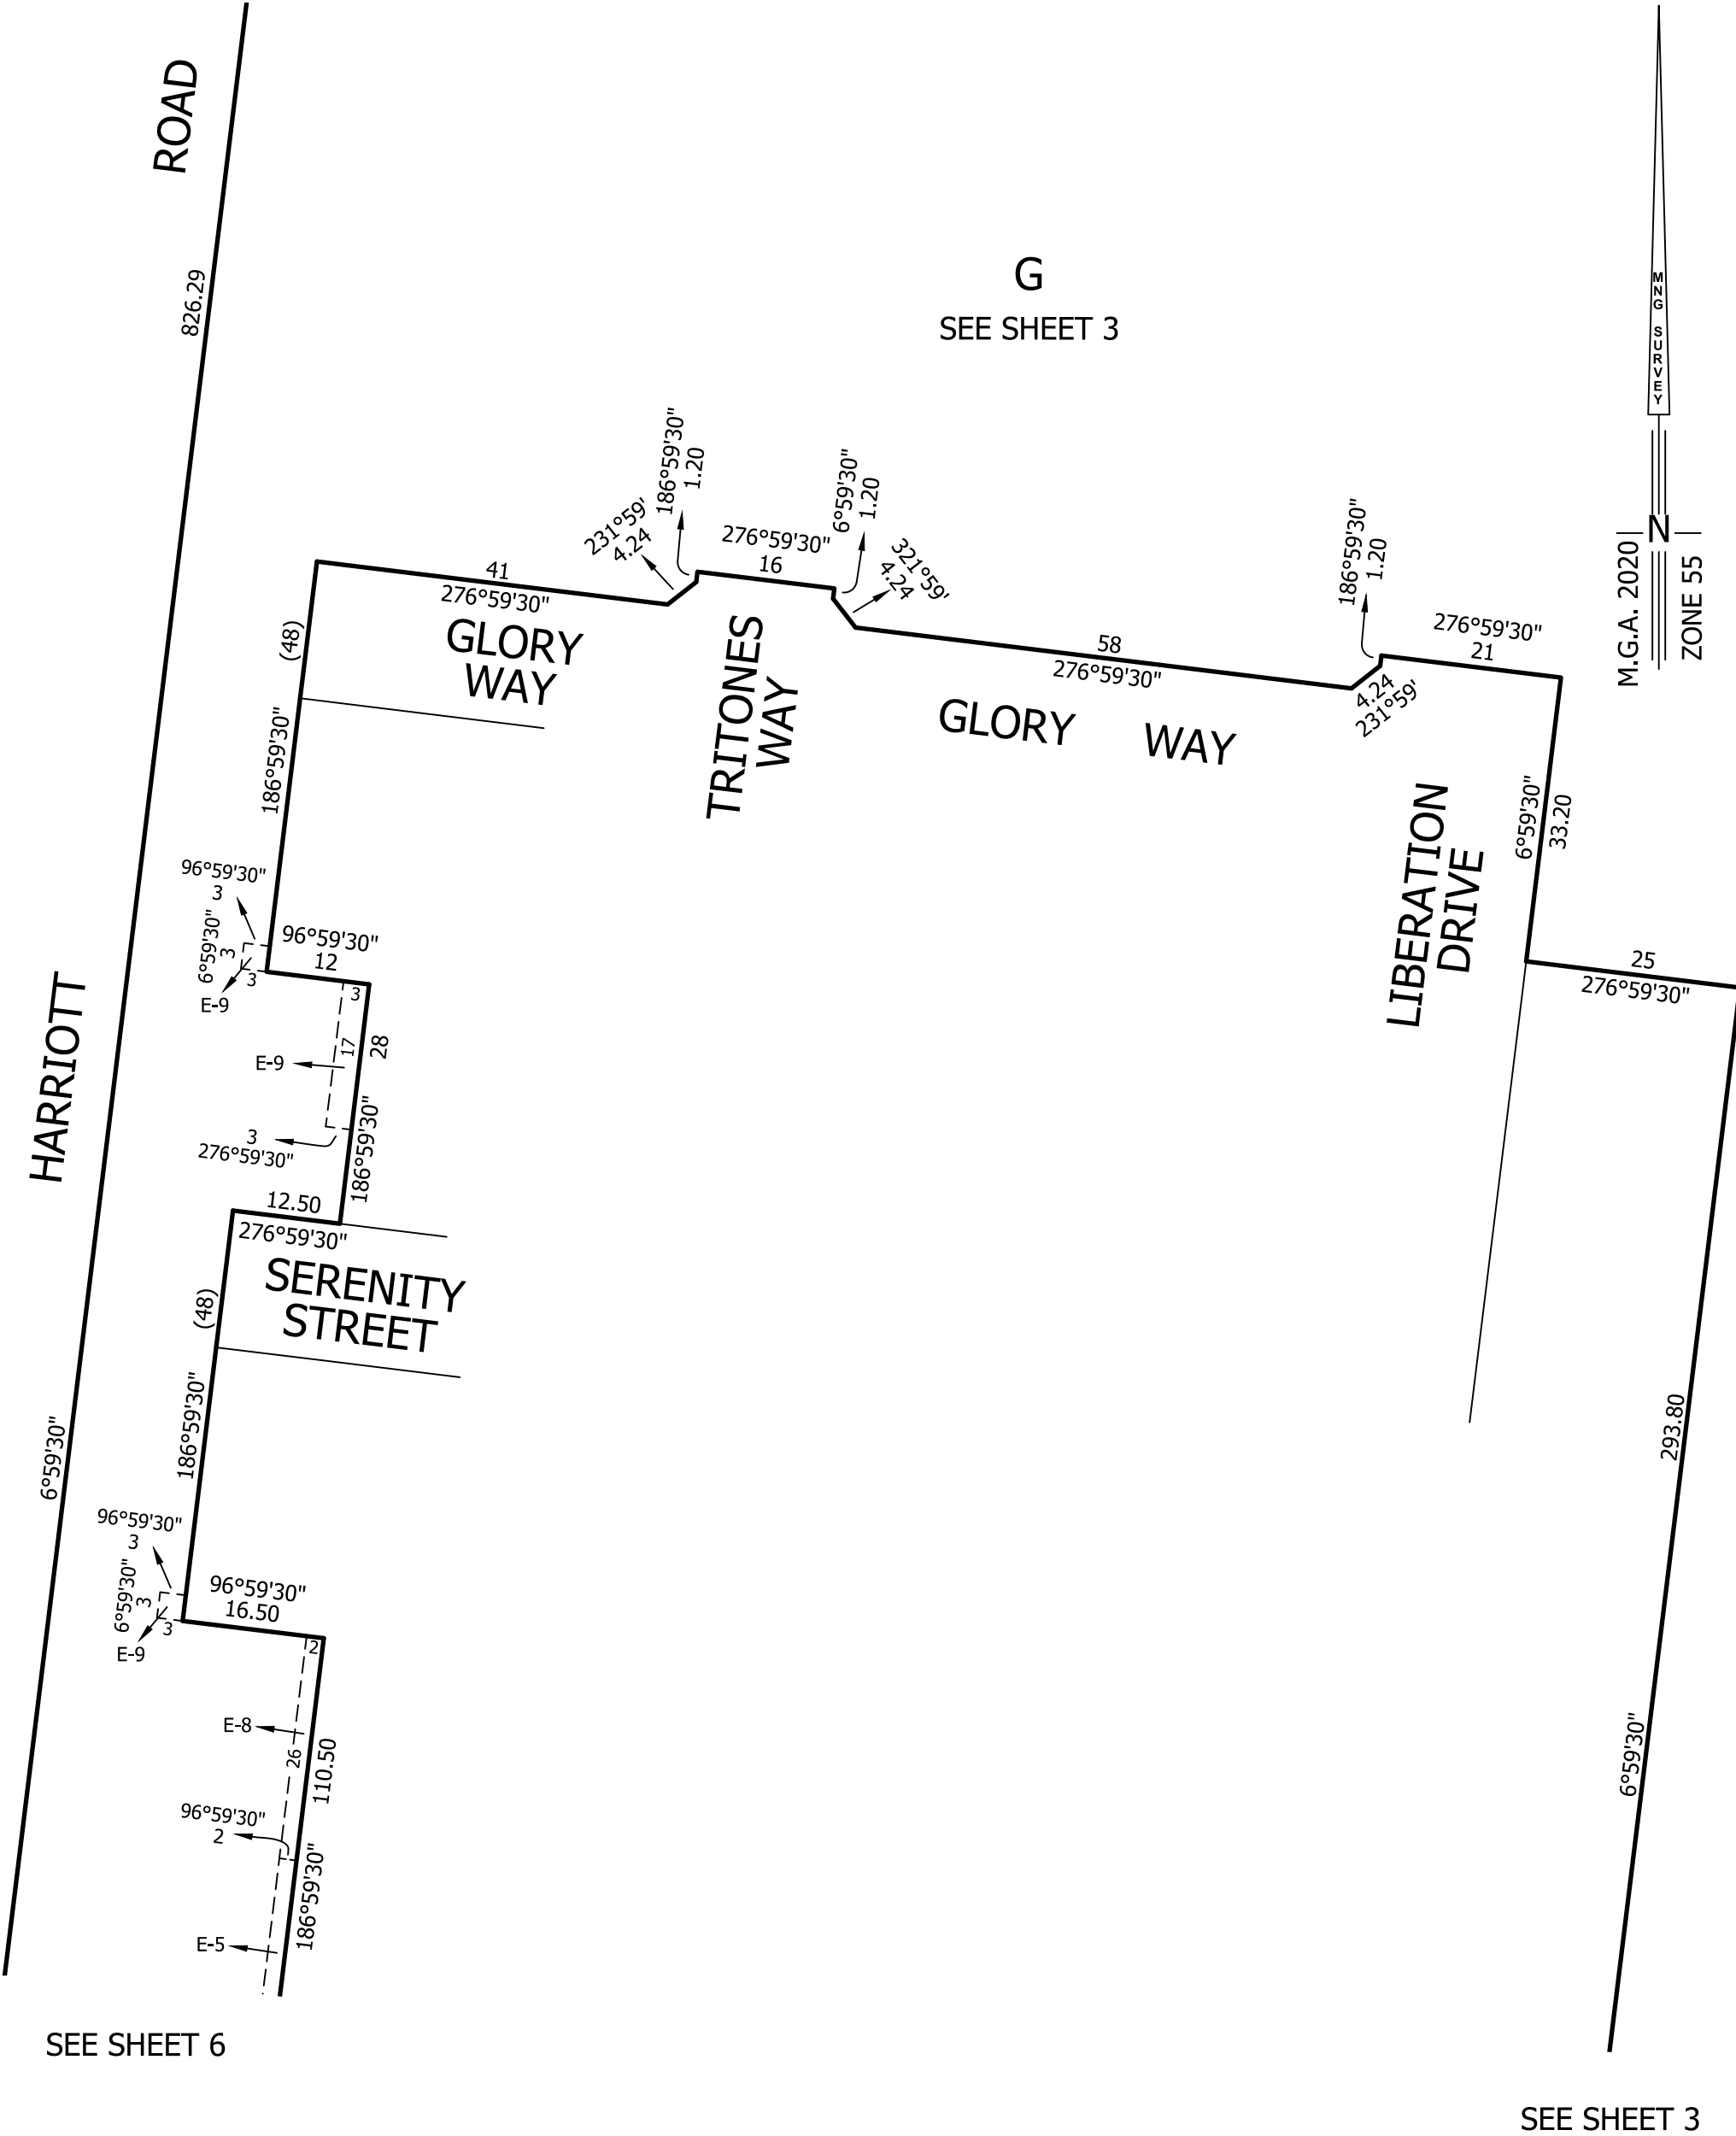 ROAD
826.29
G
SEE SHEET 3
MNG SURVEY
N
M.G.A. 2020
ZONE 55
186°59'30"
1.20
231°59'
4.24
276°59'30"
16
6°59'30"
1.20
321°59'
4.24
186°59'30"
1.20
276°59'30"
21
41
276°59'30"
GLORY
WAY
(48)
58
276°59'30"
4.24
231°59'
TRITONES
WAY
GLORY WAY
186°59'30"
LIBERATION
DRIVE
6°59'30"
33.20
96°59'30"
3
6°59'30"
3
3
E-9
96°59'30"
12
3
25
276°59'30"
HARRIOTT
E-9
17
28
3
276°59'30"
186°59'30"
12.50
276°59'30"
SERENITY
STREET
(48)
186°59'30"
6°59'30"
293.80
96°59'30"
3
6°59'30"
3
3
E-9
96°59'30"
16.50
2
E-8
26
110.50
6°59'30"
96°59'30"
2
186°59'30"
E-5
SEE SHEET 6
SEE SHEET 3